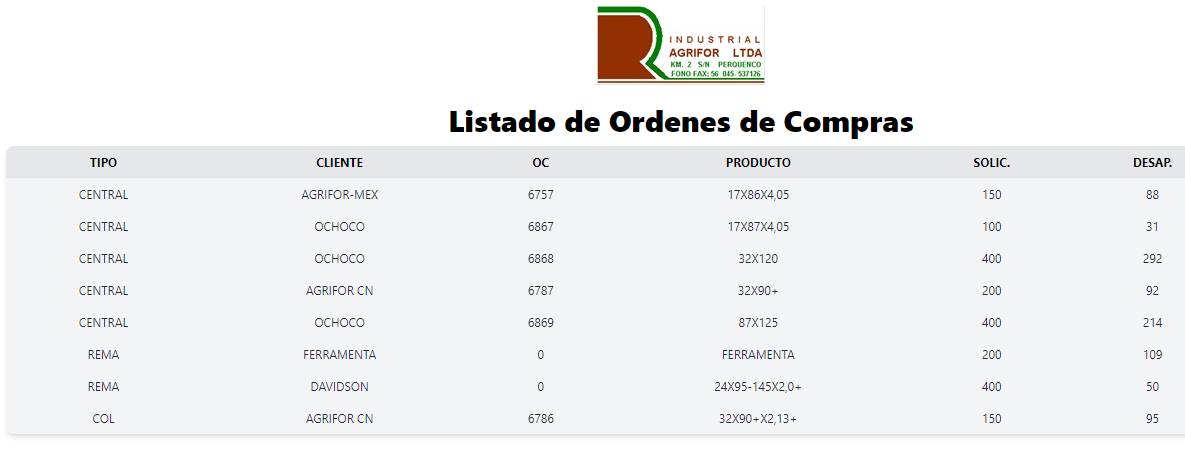 INDUSTRIAL
AGRIFOR LTDA
KM. 2 S/N PERQUENCO
FONO FAX: 56 045-537126
Listado de Ordenes de Compras
TIPO CLIENTE OC PRODUCTO SOLIC. DESAP.
CENTRAL AGRIFOR-MEX 6757 17X86X4,05 150 88
CENTRAL OCHOCO 6867 17X87X4,05 100 31
CENTRAL OCHOCO 6868 32X120 400 292
CENTRAL AGRIFOR CN 6787 32X90+ 200 92
CENTRAL OCHOCO 6869 87X125 400 214
REMA FERRAMENTA 0 FERRAMENTA 200 109
REMA DAVIDSON 0 24X95-145X2,0+ 400 50
COL AGRIFOR CN 6786 32X90+X2,13+ 150 95